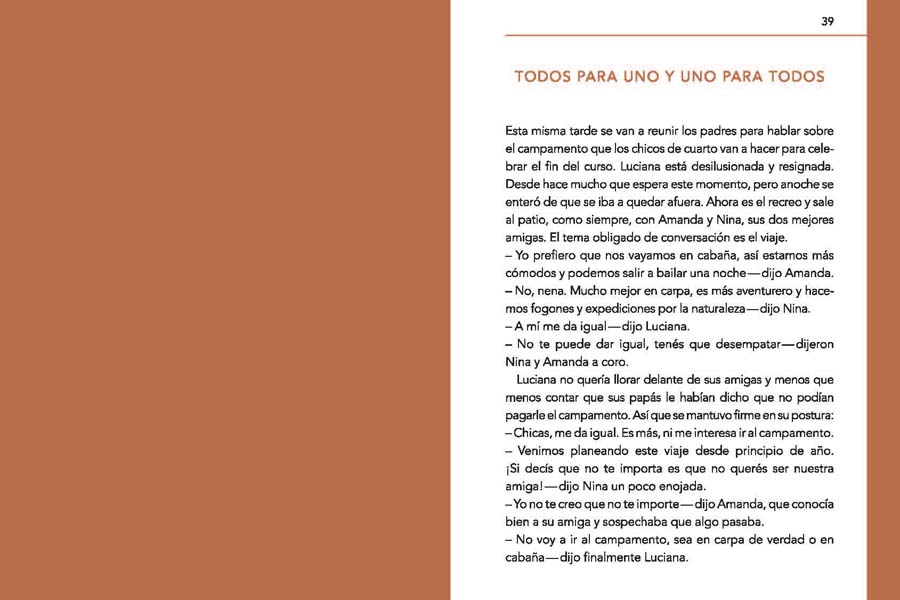 39
TODOS PARA UNO Y UNO PARA TODOS
Esta misma tarde se van a reunir los padres para hablar sobre
el campamento que los chicos de cuarto van a hacer para cele-
brar el fin del curso. Luciana está desilusionada y resignada.
Desde hace mucho que espera este momento, pero anoche se
enteró de que se iba a quedar afuera. Ahora es el recreo y sale
al patio, como siempre, con Amanda y Nina, sus dos mejores
amigas. El tema obligado de conversación es el viaje.
– Yo prefiero que nos vayamos en cabaña, así estamos más
cómodos y podemos salir a bailar una noche—dijo Amanda.
– No, nena. Mucho mejor en carpa, es más aventurero y hace-
mos fogones y expediciones por la naturaleza—dijo Nina.
– A mí me da igual—dijo Luciana.
– No te puede dar igual, tenés que desempatar—dijeron
Nina y Amanda a coro.
Luciana no quería llorar delante de sus amigas y menos que
menos contar que sus papás le habían dicho que no podían
pagarle el campamento. Así que se mantuvo firme en su postura:
– Chicas, me da igual. Es más, ni me interesa ir al campamento.
– Venimos planeando este viaje desde principio de año.
¡Si decís que no te importa es que no querés ser nuestra
amiga!—dijo Nina un poco enojada.
– Yo no te creo que no te importe—dijo Amanda, que conocía
bien a su amiga y sospechaba que algo pasaba.
– No voy a ir al campamento, sea en carpa de verdad o en
cabaña—dijo finalmente Luciana.